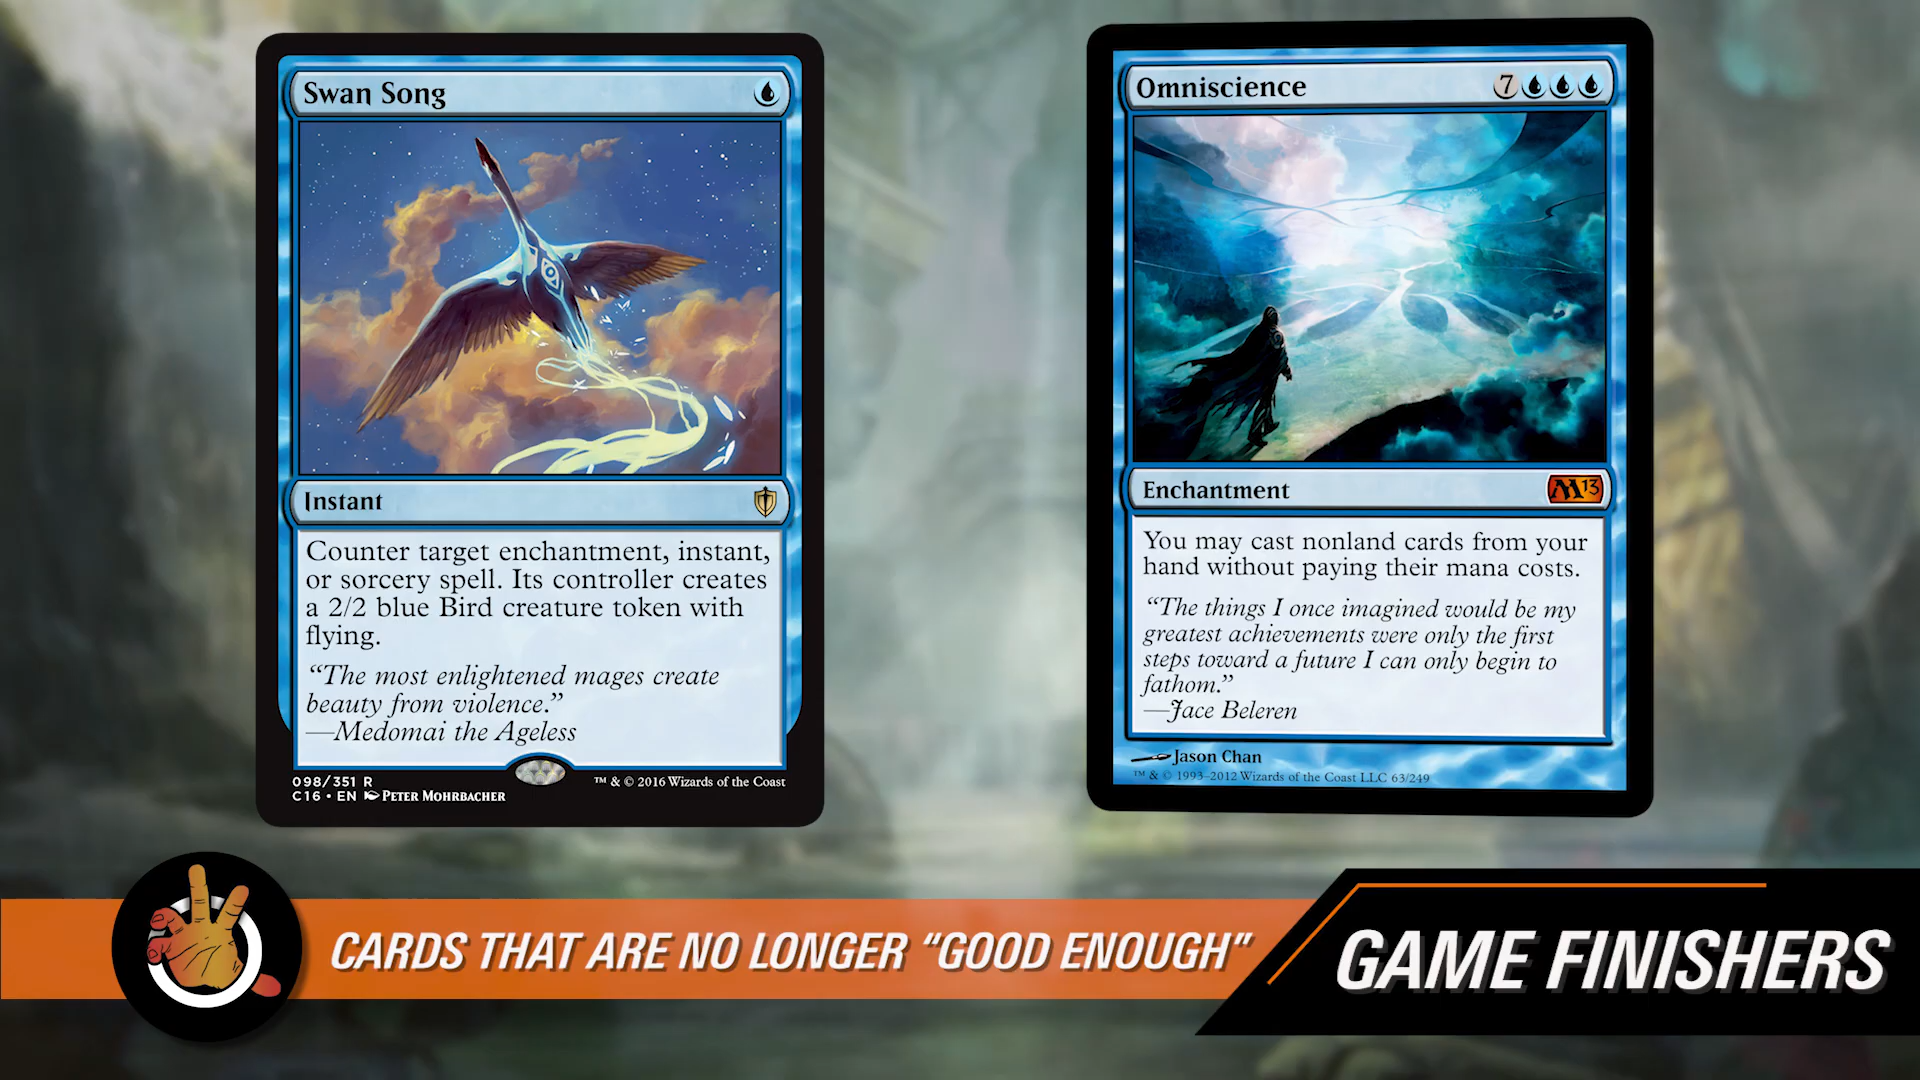 Swan Song
Instant
Counter target enchantment, instant,
or sorcery spell. Its controller creates
a 2/2 blue Bird creature token with
flying.
“The most enlightened mages create
beauty from violence.”
—Medomai the Ageless
098/351 R
C16 • EN Peter Mohrbacher
™ & © 2016 Wizards of the Coast
Omniscience 7
Enchantment M13
You may cast nonland cards from your
hand without paying their mana costs.
“The things I once imagined would be my
greatest achievements were only the first
steps toward a future I can only begin to
fathom.”
—Jace Beleren
Jason Chan
™ & © 1993–2012 Wizards of the Coast LLC 63/249
CARDS THAT ARE NO LONGER “GOOD ENOUGH”
GAME FINISHERS